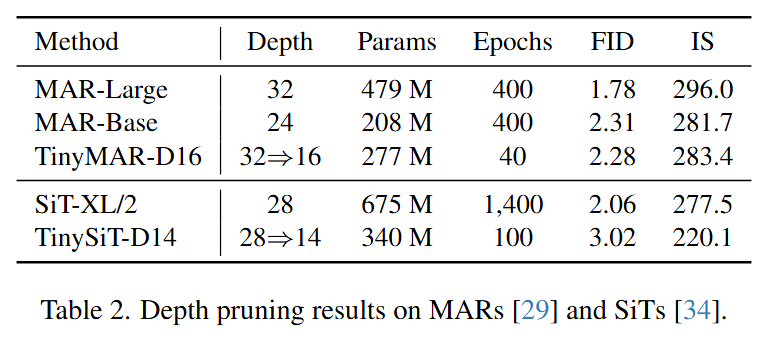 Method Depth Params Epochs FID IS
MAR-Large 32 479 M 400 1.78 296.0
MAR-Base 24 208 M 400 2.31 281.7
TinyMAR-D16 32⇒16 277 M 40 2.28 283.4
SiT-XL/2 28 675 M 1,400 2.06 277.5
TinySiT-D14 28⇒14 340 M 100 3.02 220.1
Table 2. Depth pruning results on MARs [29] and SiTs [34].